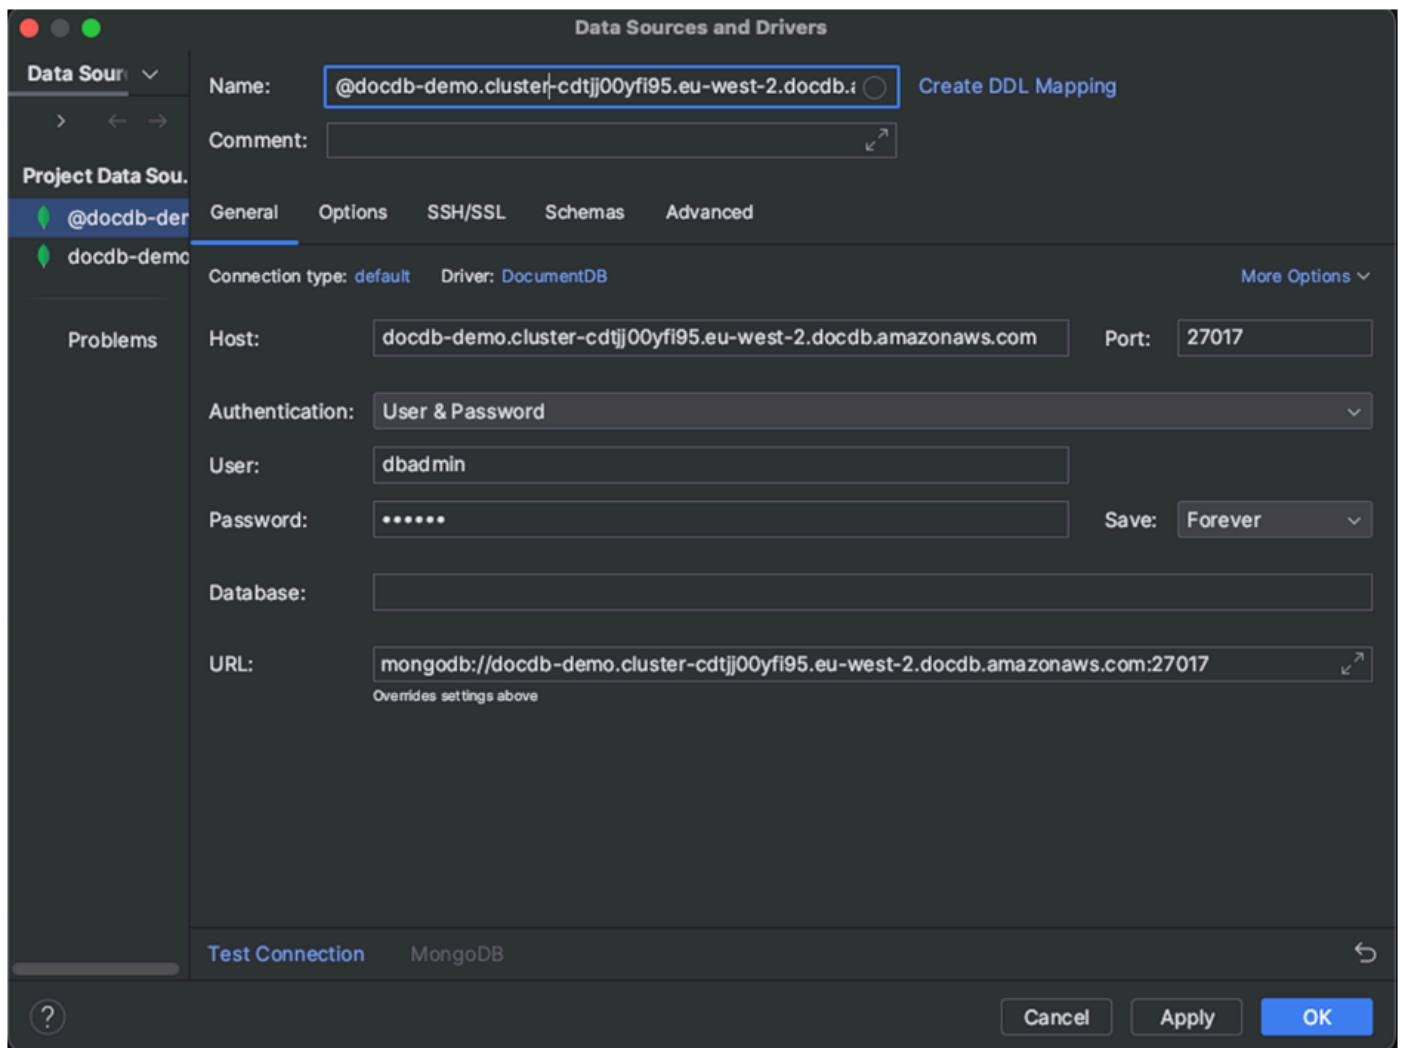 Data Sources and Drivers
Data Sour
Name: @docdb-demo.cluster-cdtjj00yfi95.eu-west-2.docdb. Create DDL Mapping
Comment:
Project Data Sou.
@docdb-der
docdb-demo
Problems
General Options SSH/SSL Schemas Advanced
Connection type: default Driver: DocumentDB More Options
Host: docdb-demo.cluster-cdtjj00yfi95.eu-west-2.docdb.amazonaws.com Port: 27017
Authentication: User & Password
User: dbadmin
Password: •••••• Save: Forever
Database:
URL: mongodb://docdb-demo.cluster-cdtjj00yfi95.eu-west-2.docdb.amazonaws.com:27017
Overrides settings above
Test Connection MongoDB
? Cancel Apply OK